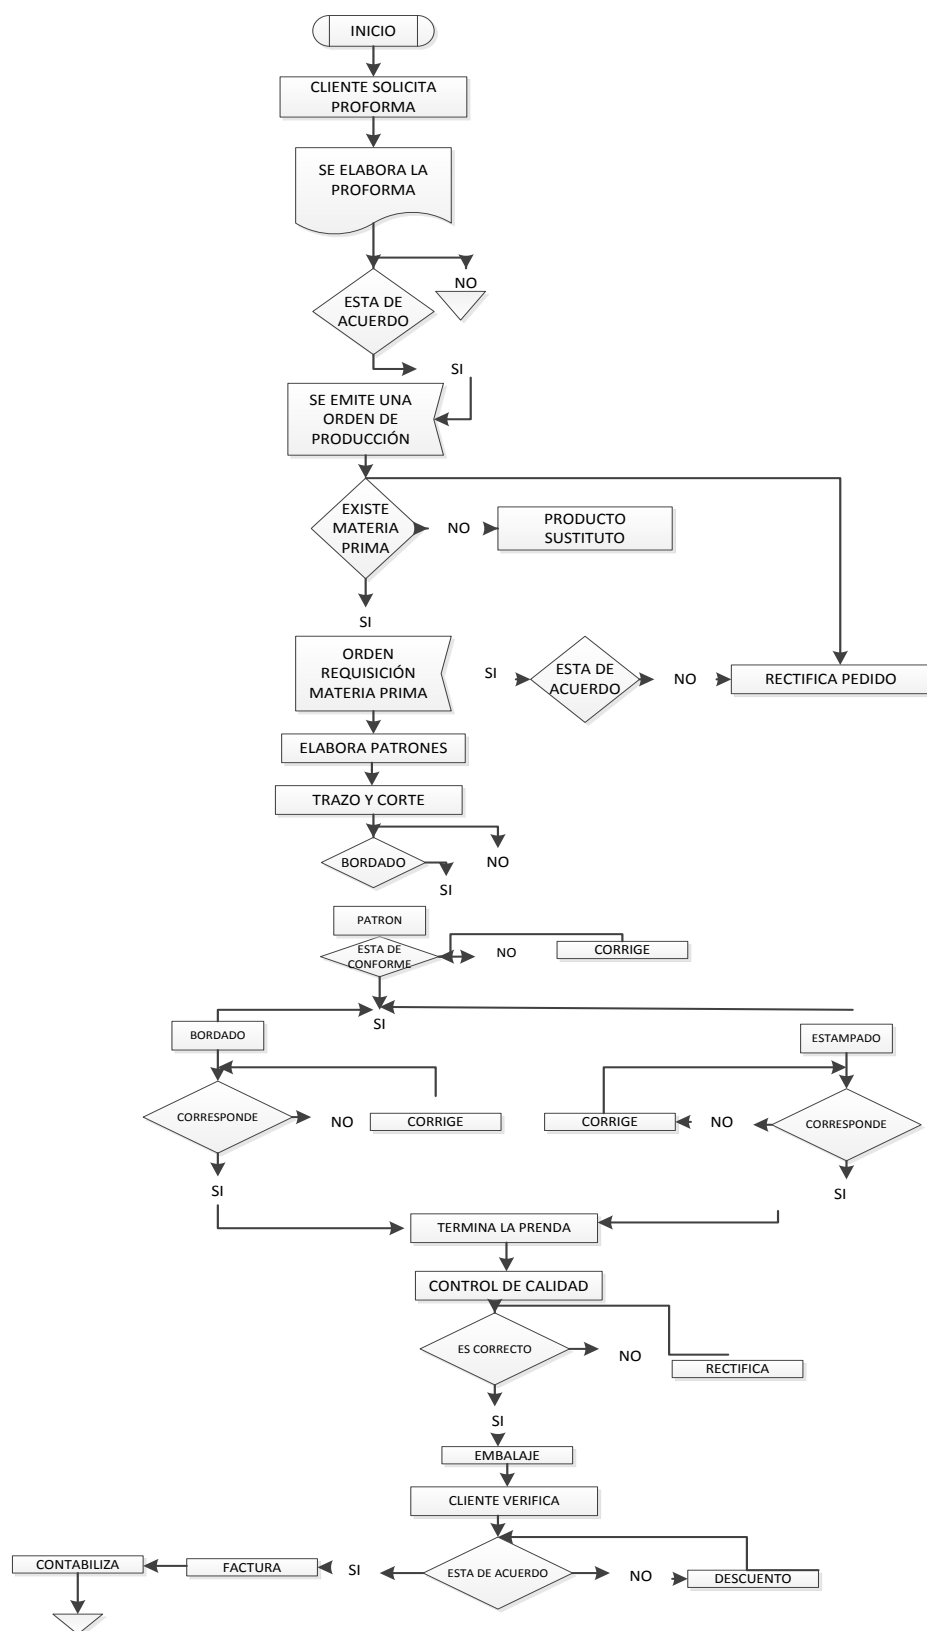 INICIO
CLIENTE SOLICITA
PROFORMA
SE ELABORA LA
PROFORMA
NO
ESTA DE
ACUERDO
SI
SE EMITE UNA
ORDEN DE
PRODUCCIÓN
EXISTE
MATERIA
PRIMA
NO
PRODUCTO
SUSTITUTO
SI
ORDEN
REQUISICIÓN
MATERIA PRIMA
SI
ESTA DE
ACUERDO
NO
RECTIFICA PEDIDO
ELABORA PATRONES
TRAZO Y CORTE
BORDADO
NO
SI
PATRON
ESTA DE
CONFORME
NO
CORRIGE
SI
BORDADO
ESTAMPADO
CORRESPONDE
NO
CORRIGE
CORRIGE
NO
CORRESPONDE
SI
SI
TERMINA LA PRENDA
CONTROL DE CALIDAD
ES CORRECTO
NO
RECTIFICA
SI
EMBALAJE
CLIENTE VERIFICA
CONTABILIZA
FACTURA
SI
ESTA DE ACUERDO
NO
DESCUENTO